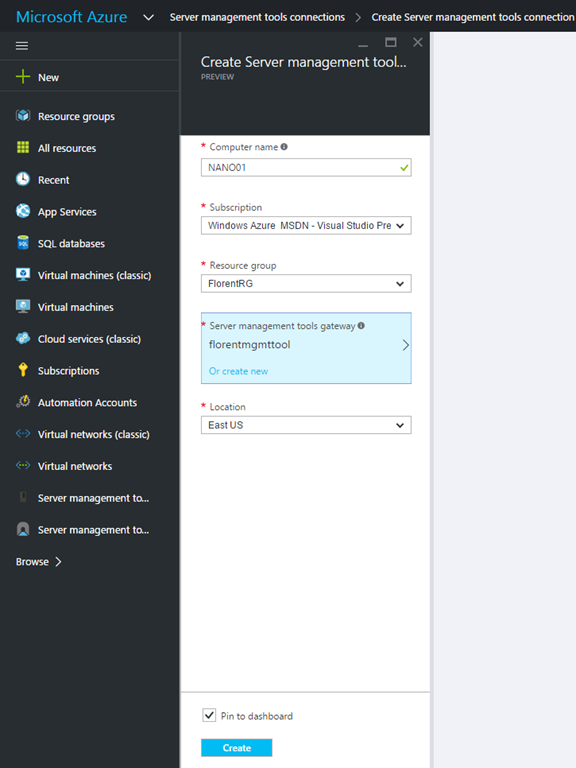 Microsoft Azure
Server management tools connections
Create Server management tools connection
New
Resource groups
All resources
Recent
App Services
SQL databases
Virtual machines (classic)
Virtual machines
Cloud services (classic)
Subscriptions
Automation Accounts
Virtual networks (classic)
Virtual networks
Server management to...
Server management to...
Browse
Create Server management tool...
PREVIEW
* Computer name
NANO01
* Subscription
Windows Azure MSDN - Visual Studio Pre
* Resource group
FlorentRG
* Server management tools gateway
florentmgmttool
Or create new
* Location
East US
Pin to dashboard
Create